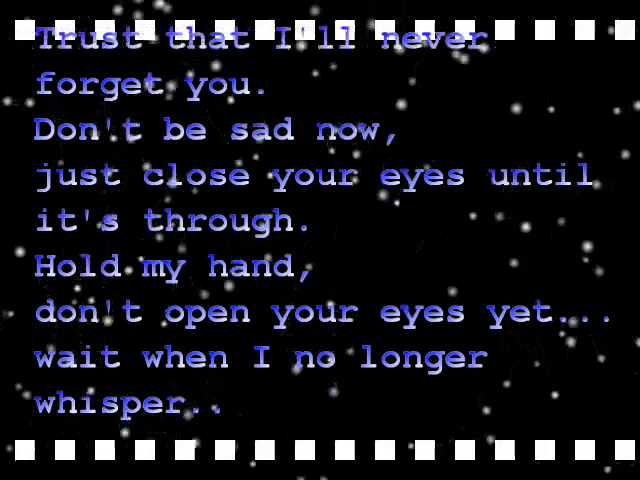 Trust that I'll never
forget you.
Don't be sad now,
just close your eyes until
it's through.
Hold my hand,
don't open your eyes yet...
wait when I no longer
whisper..